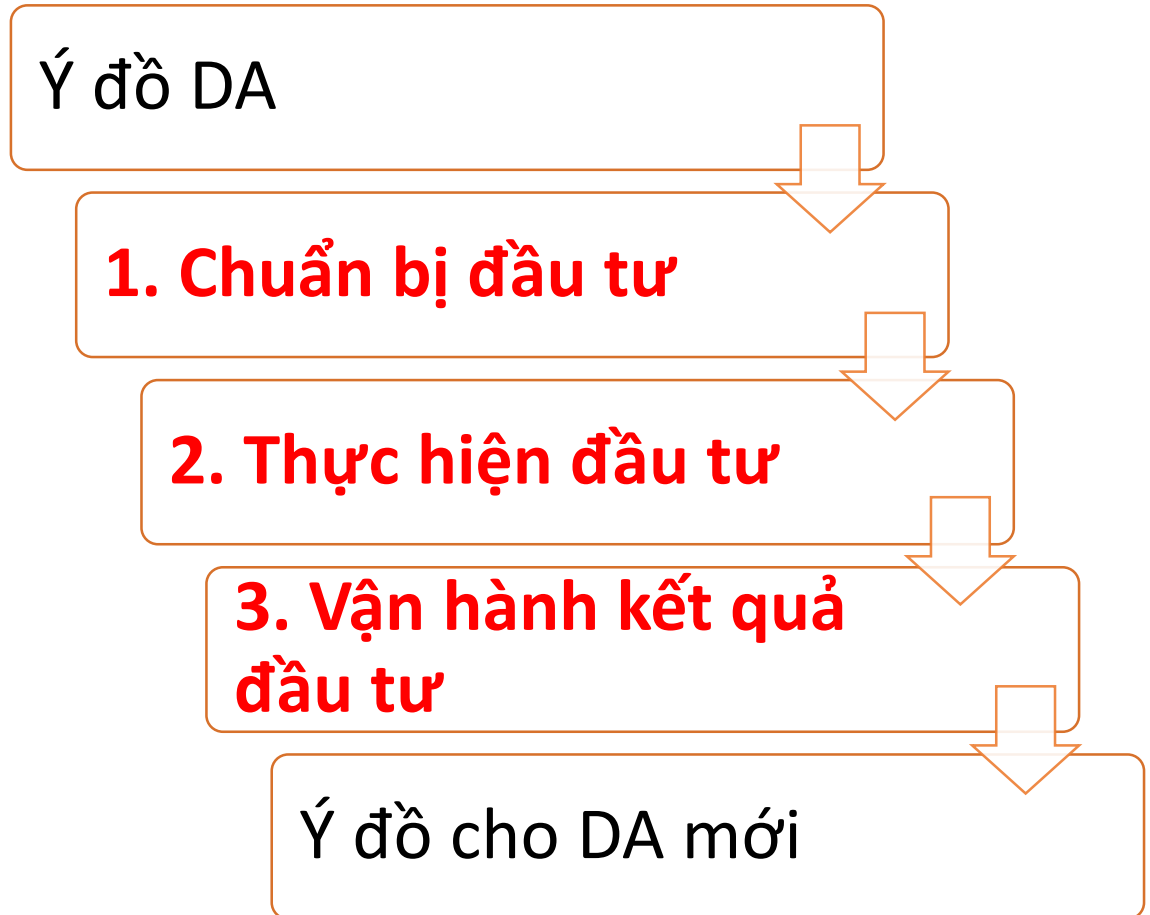 Ý đồ DA
1. Chuẩn bị đầu tư
2. Thực hiện đầu tư
3. Vận hành kết quả
đầu tư
Ý đồ cho DA mới